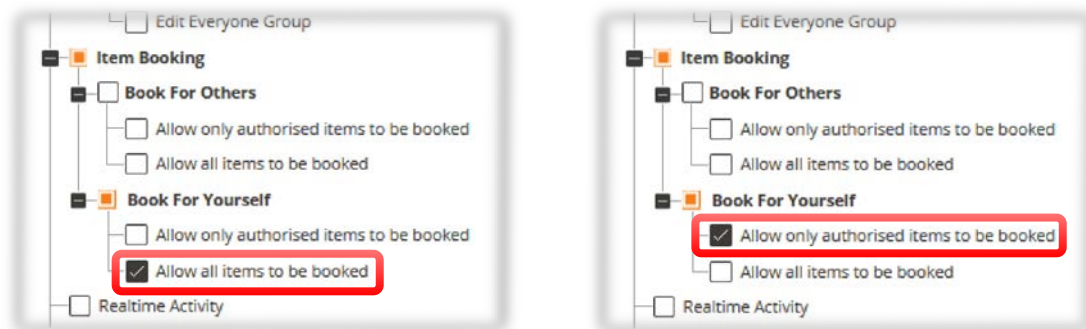 Edit Everyone Group
Item Booking
Book For Others
Allow only authorised items to be booked
Allow all items to be booked
Book For Yourself
Allow only authorised items to be booked
Allow all items to be booked
Realtime Activity
Edit Everyone Group
Item Booking
Book For Others
Allow only authorised items to be booked
Allow all items to be booked
Book For Yourself
Allow only authorised items to be booked
Allow all items to be booked
Realtime Activity